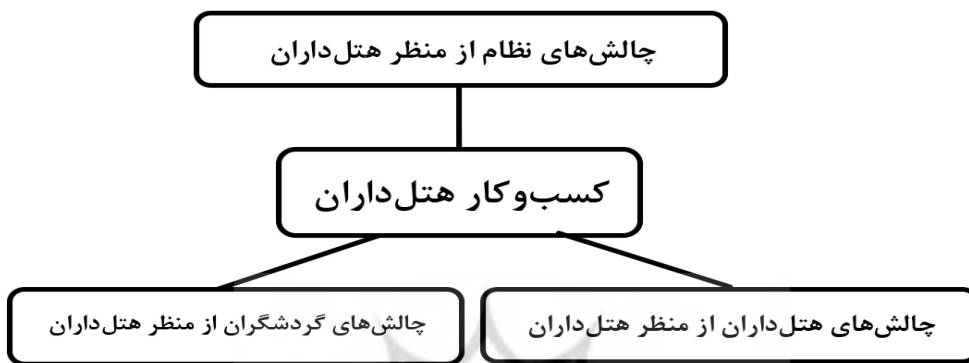 چالش‌های نظام از منظر هتل‌داران
کسب‌وکار هتل‌داران
چالش‌های هتل‌داران از منظر هتل‌داران
چالش‌های گردشگران از منظر هتل‌داران